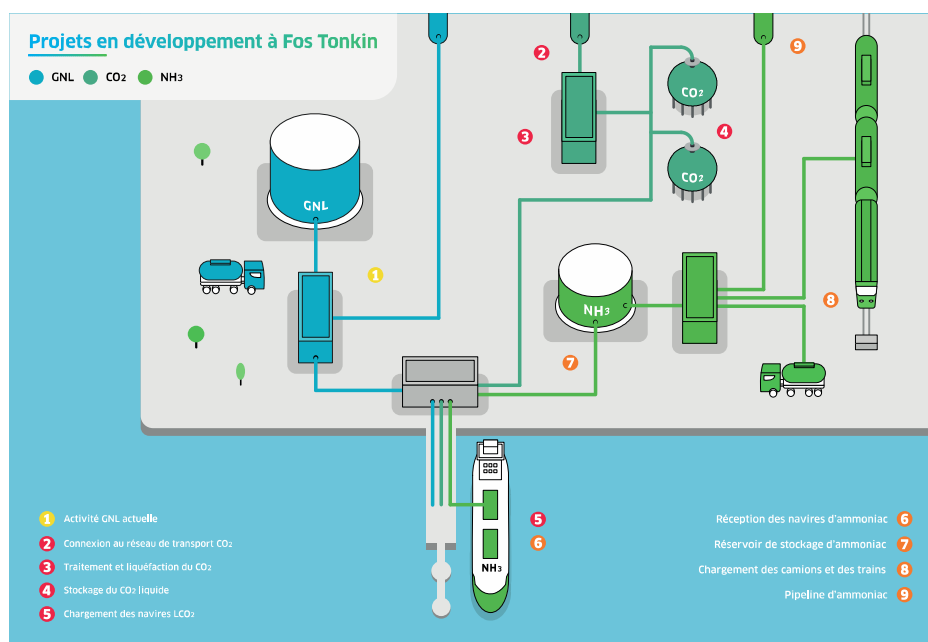 Projets en développement à Fos Tonkin
GNL CO₂ NH₃
9
2
CO₂
3
4
CO₂
GNL
1
NH₃
8
7
5
6
NH₃
1 Activité GNL actuelle
2 Connexion au réseau de transport CO₂
3 Traitement et liquéfaction du CO₂
4 Stockage du CO₂ liquide
5 Chargement des navires LCO₂
Réception des navires d'ammoniac 6
Réservoir de stockage d'ammoniac 7
Chargement des camions et des trains 8
Pipeline d'ammoniac 9